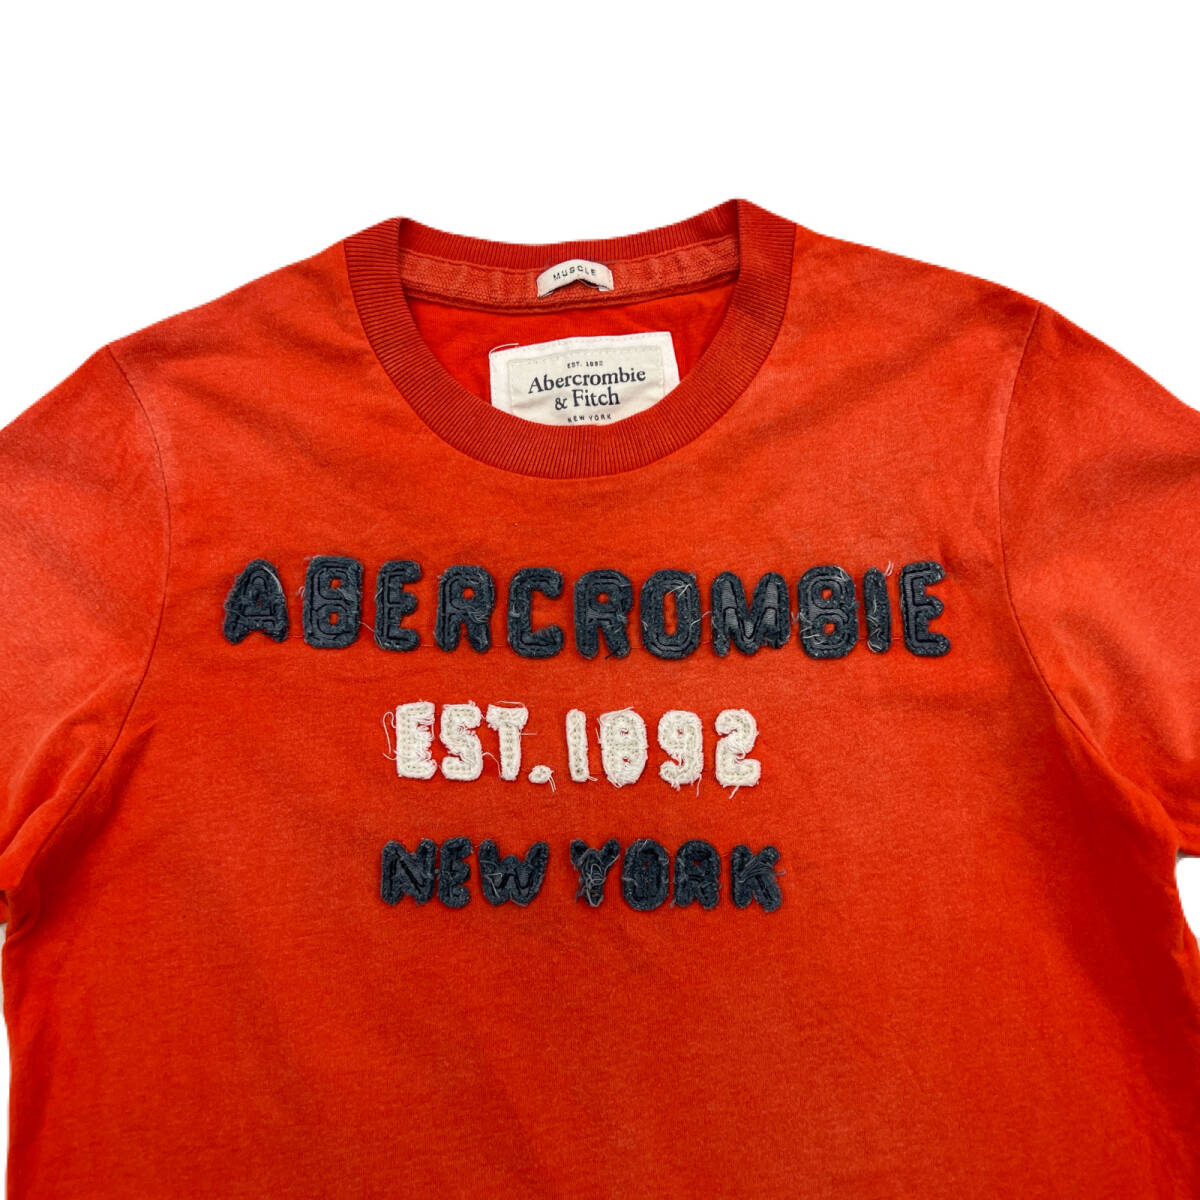 MUSCLE
EST. 1892
Abercrombie
& Fitch
NEW YORK
ABERCROMBIE
EST. 1892
NEW YORK